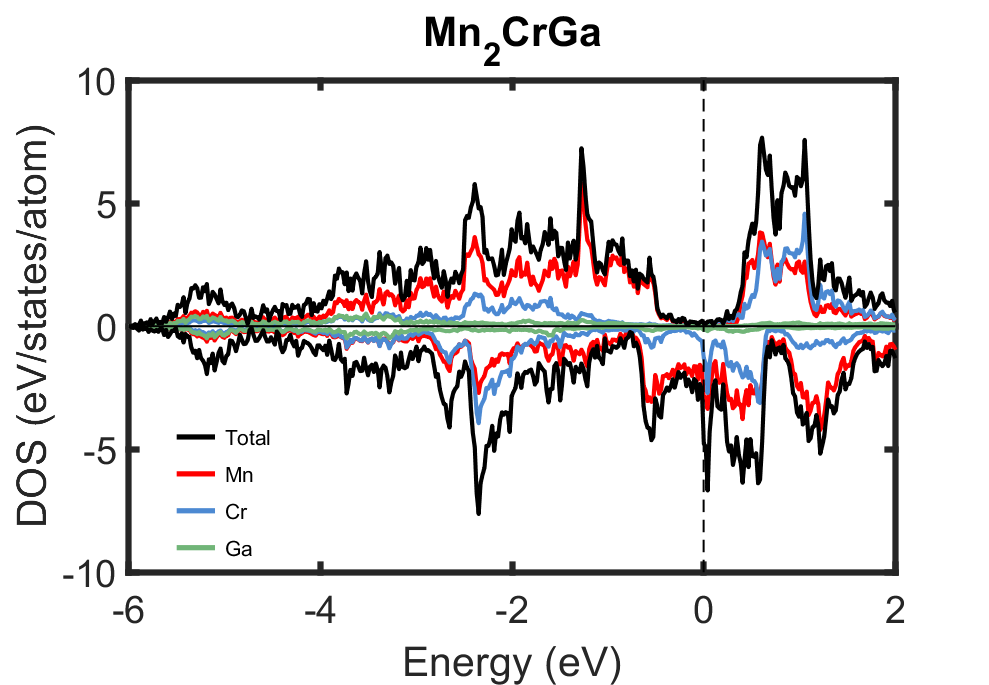 Mn2CrGa
10
5
0
-5
-10
DOS (eV/states/atom)
Total
Mn
Cr
Ga
-6
-4
-2
0
2
Energy (eV)